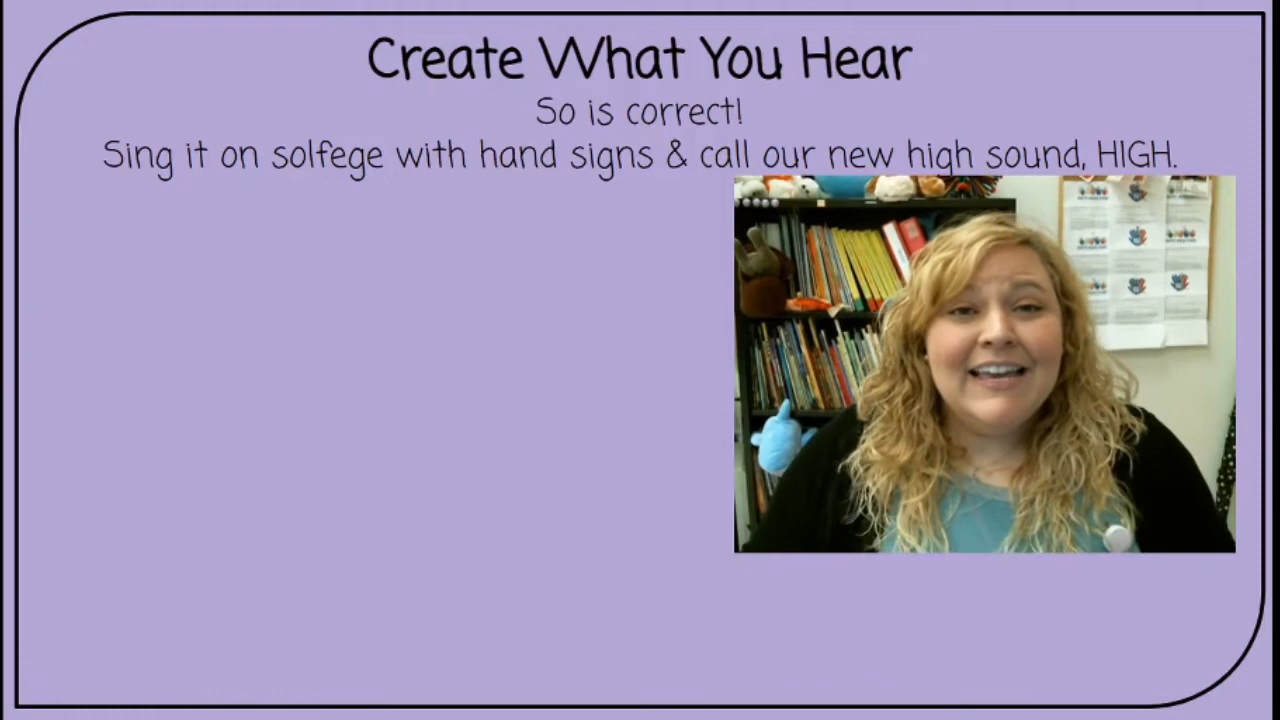 Create What You Hear
So is correct!
Sing it on solfege with hand signs & call our new high sound, HIGH.